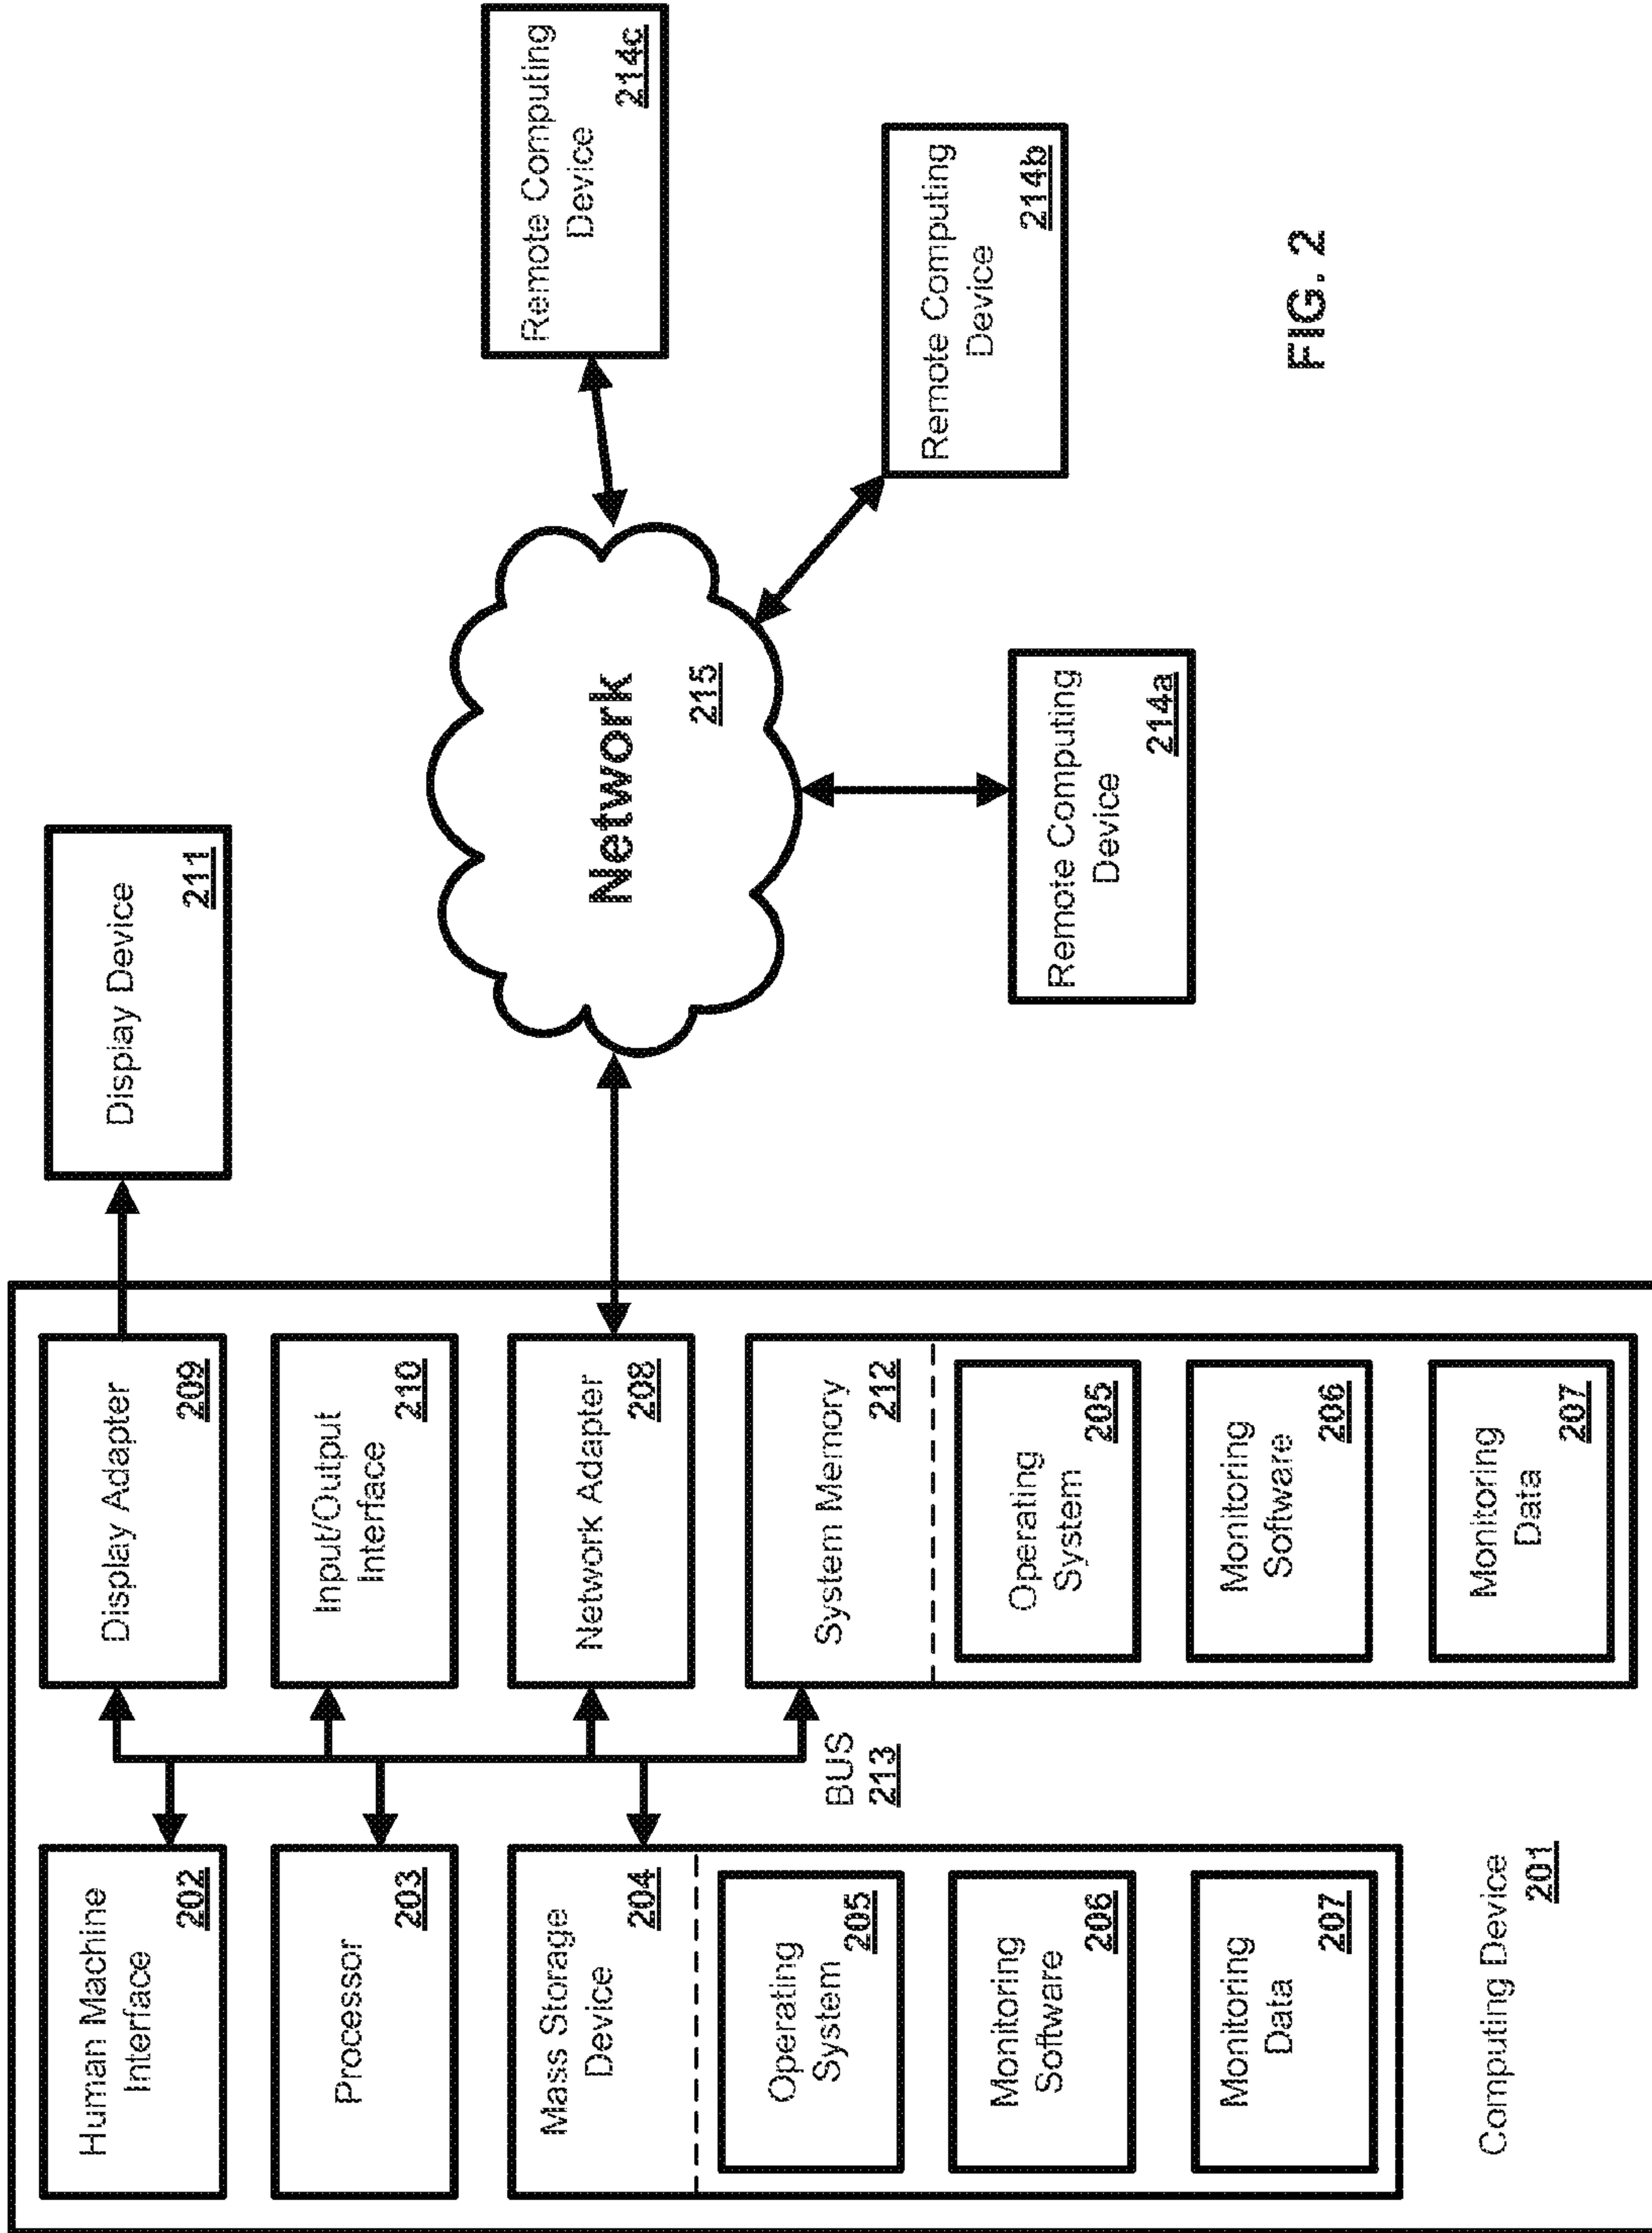 Human Machine
Interface
202
Processor
203
Mass Storage
Device
204
Operating
System
205
Monitoring
Software
206
Monitoring
Data
207
Computing Device
201
BUS
213
Display Adapter
209
Input/Output
Interface
210
Network Adapter
208
System Memory
212
Operating
System
205
Monitoring
Software
206
Monitoring
Data
207
Display Device
211
Network
215
Remote Computing
Device
214a
Remote Computing
Device
214b
Remote Computing
Device
214c
FIG. 2